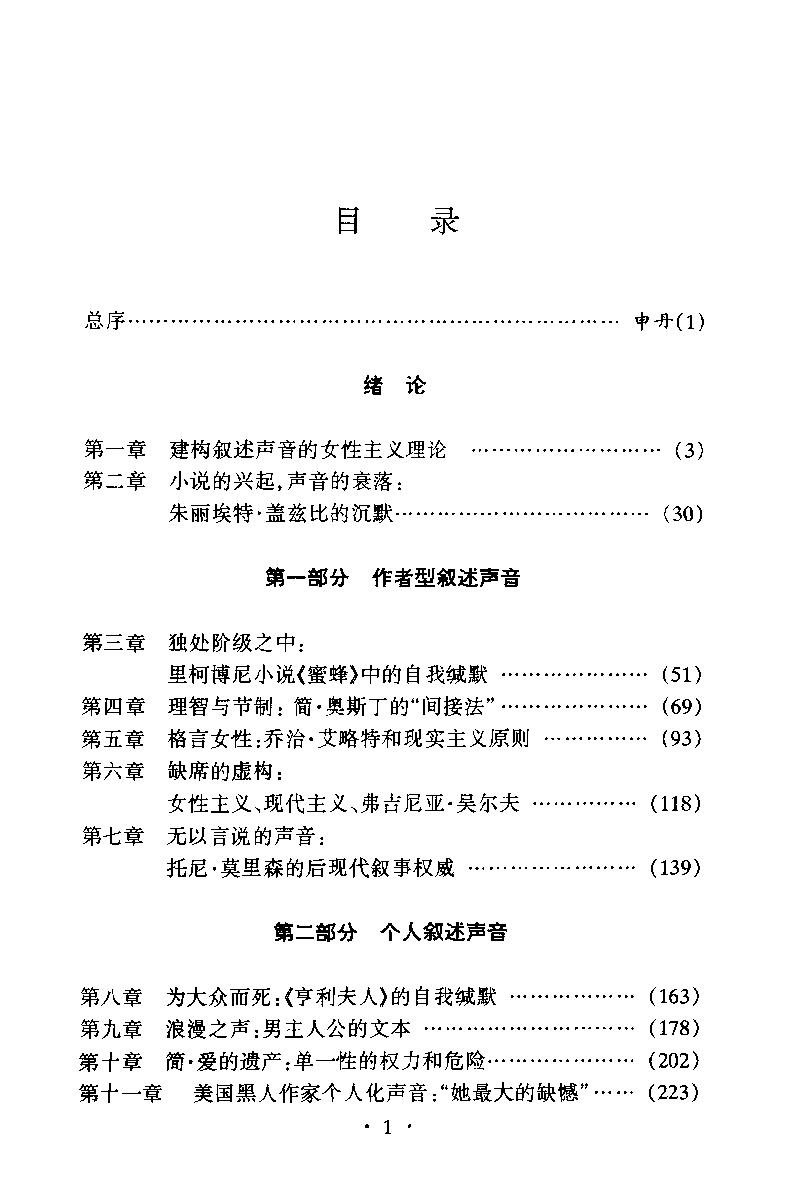 目 录
总序…………………………………………………………… 申丹(1)
绪 论
第一章 建构叙述声音的女性主义理论 ……………………… (3)
第二章 小说的兴起,声音的衰落:
朱丽埃特·盖兹比的沉默……………………………… (30)
第一部分 作者型叙述声音
第三章 独处阶级之中:
里柯博尼小说《蜜蜂》中的自我缄默 ………………… (51)
第四章 理智与节制: 简·奥斯丁的“间接法”………………… (69)
第五章 格言女性:乔治·艾略特和现实主义原则 …………… (93)
第六章 缺席的虚构:
女性主义、现代主义、弗吉尼亚·吴尔夫 …………… (118)
第七章 无以言说的声音:
托尼·莫里森的后现代叙事权威 …………………… (139)
第二部分 个人叙述声音
第八章 为大众而死:《亨利夫人》的自我缄默 ……………… (163)
第九章 浪漫之声:男主人公的文本 ………………………… (178)
第十章 简·爱的遗产:单一性的权力和危险………………… (202)
第十一章 美国黑人作家个人化声音:“她最大的缺憾”…… (223)
· 1 ·